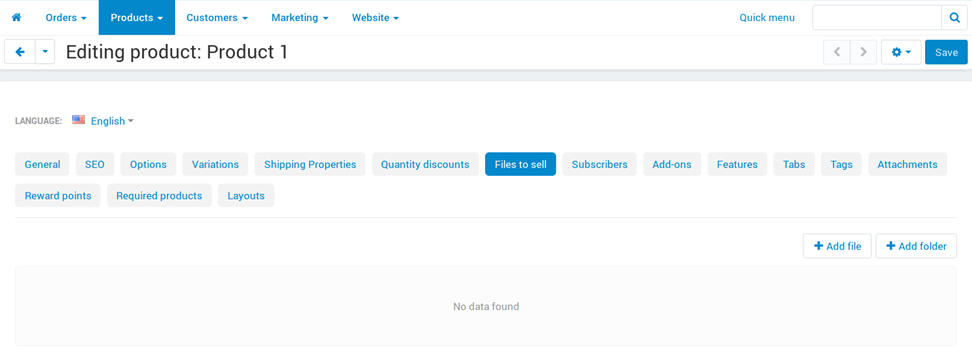 Orders Products Customers Marketing Website Quick menu
Editing product: Product 1 Save
LANGUAGE: English
General SEO Options Variations Shipping Properties Quantity discounts Files to sell Subscribers Add-ons Features Tabs Tags Attachments
Reward points Required products Layouts
Add file Add folder
No data found